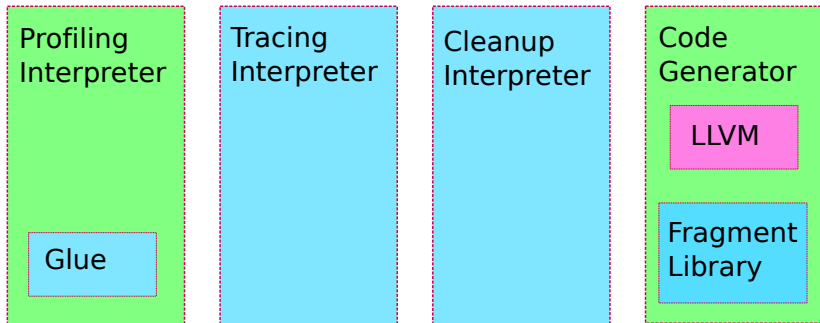 Profiling
Interpreter
Glue
Tracing
Interpreter
Cleanup
Interpreter
Code
Generator
LLVM
Fragment
Library